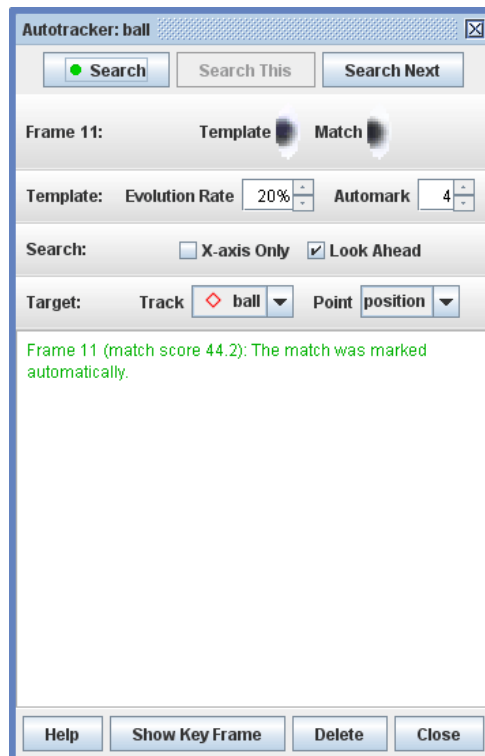 Autotracker: ball
Search Search This Search Next
Frame 11: Template Match
Template: Evolution Rate 20% Automark 4
Search: X-axis Only Look Ahead
Target: Track ball Point position
Frame 11 (match score 44.2): The match was marked
automatically.
Help Show Key Frame Delete Close